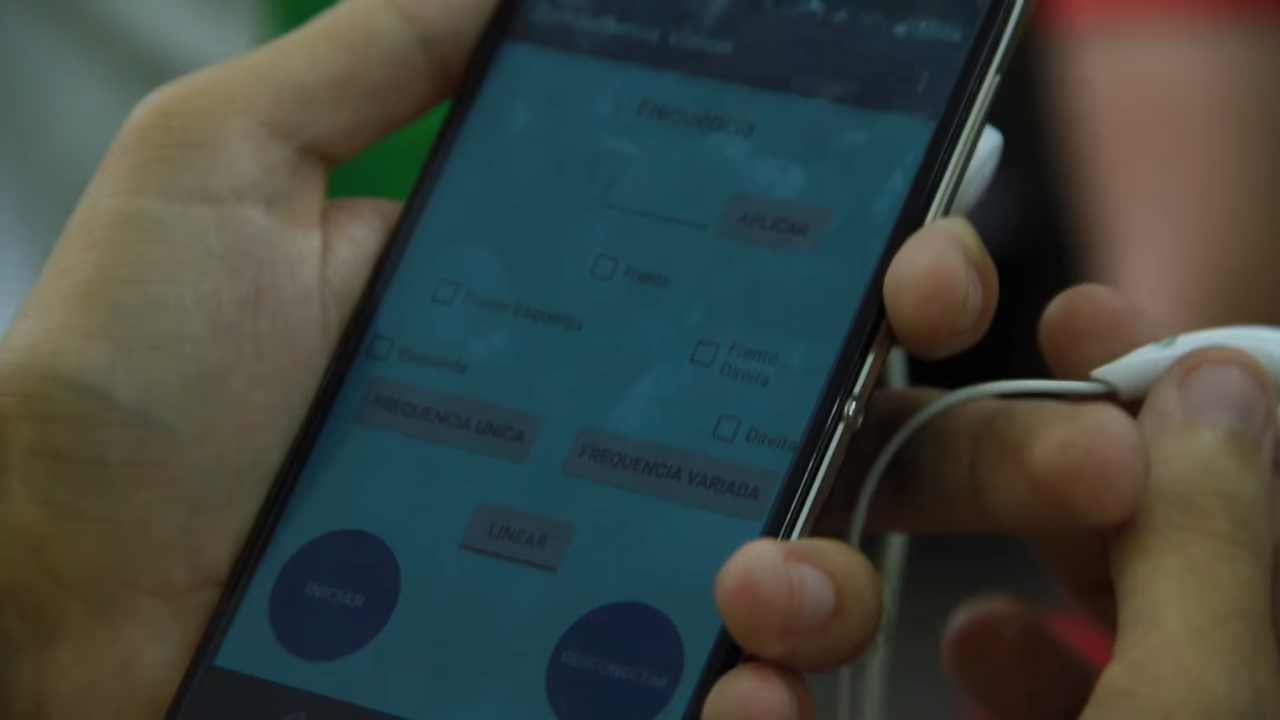 Frequência
APLICAR
Frente
Frente Esquerda
Frente
Direita
Esquerda
Direita
FREQUENCIA UNICA
FREQUENCIA VARIADA
LINEAR
INICIAR
DESCONECTAR